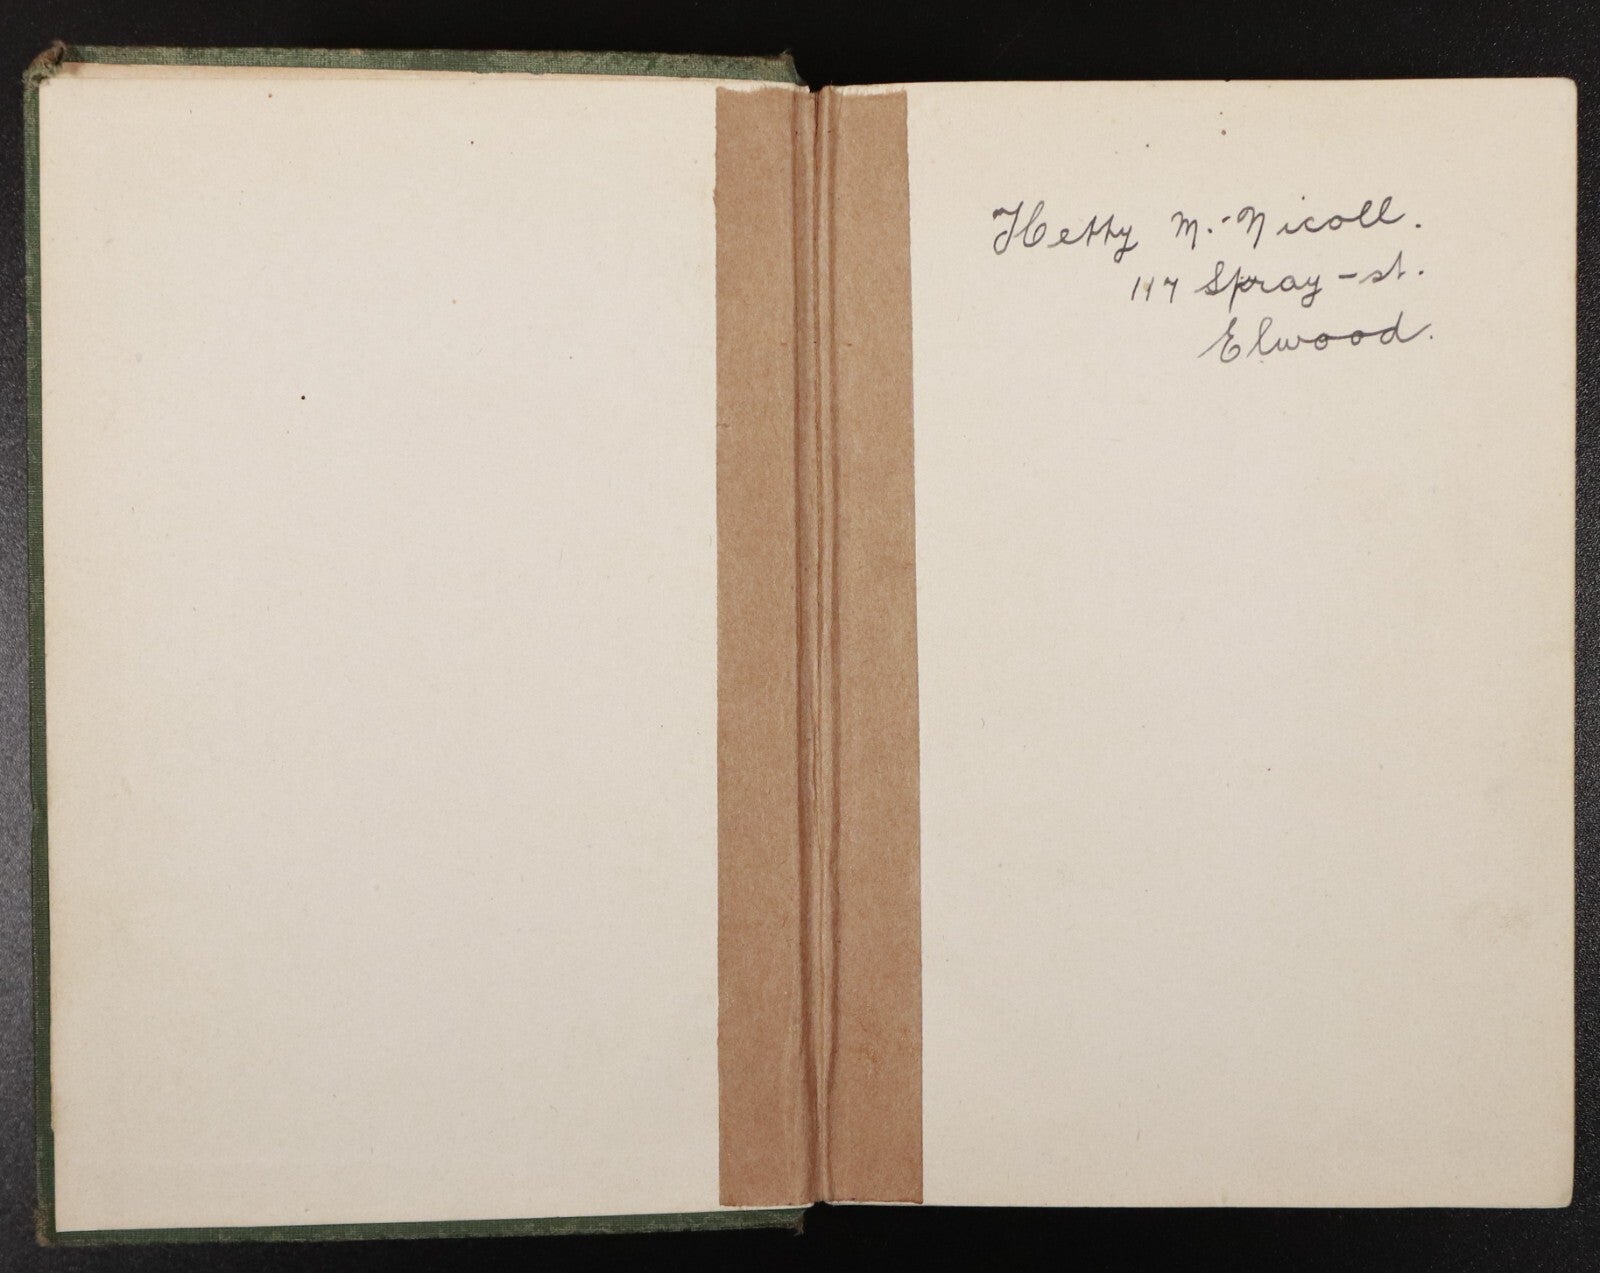 Hetty M.-Nicoll.
117 Spray-st.
Elwood.